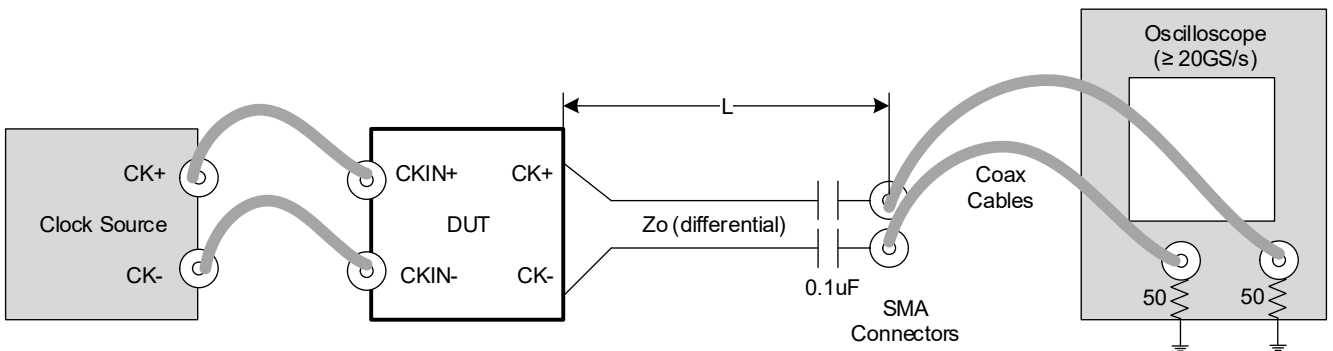 Oscilloscope
(≥ 20GS/s)
L
CK+
CKIN+
CK+
Clock Source
DUT
Zo (differential)
Coax
Cables
CK-
CKIN-
CK-
0.1uF
50
50
SMA
Connectors